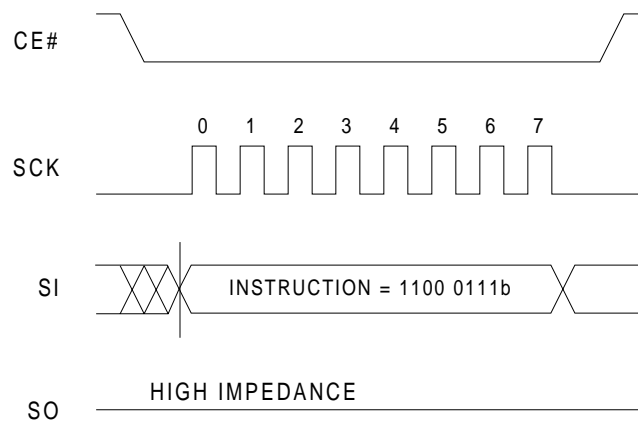 CE#
0 1 2 3 4 5 6 7
SCK
SI
INSTRUCTION = 1100 0111b
HIGH IMPEDANCE
SO